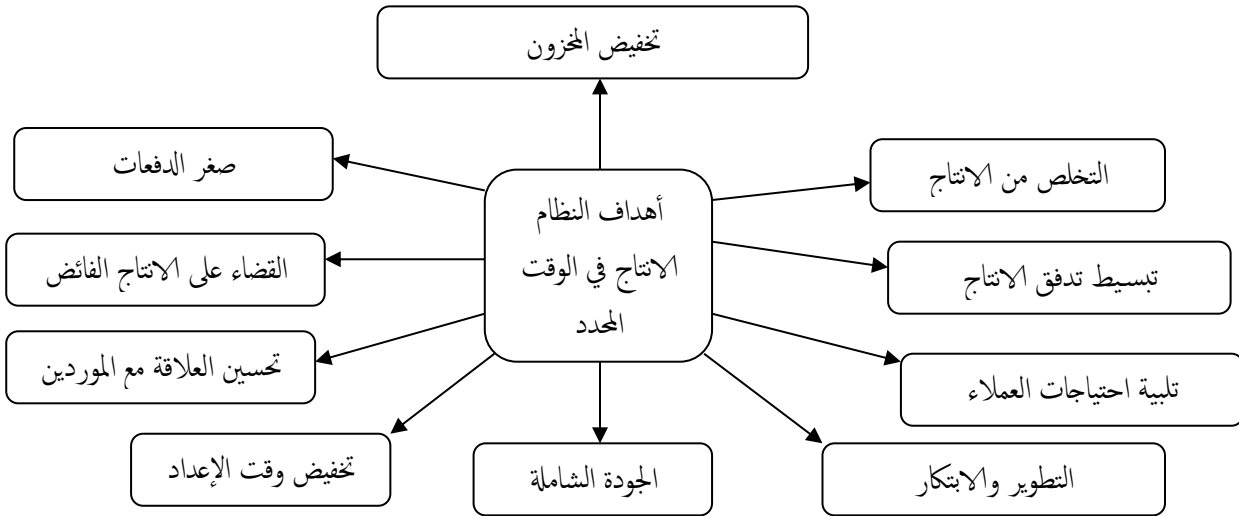 تخفيض المخزون
صغر الدفعات
التخلص من الانتاج
أهداف النظام
الانتاج في الوقت
المحدد
القضاء على الانتاج الفائض
تبسيط تدفق الانتاج
تحسين العلاقة مع الموردين
تلبية احتياجات العملاء
تخفيض وقت الإعداد
الجودة الشاملة
التطوير والابتكار